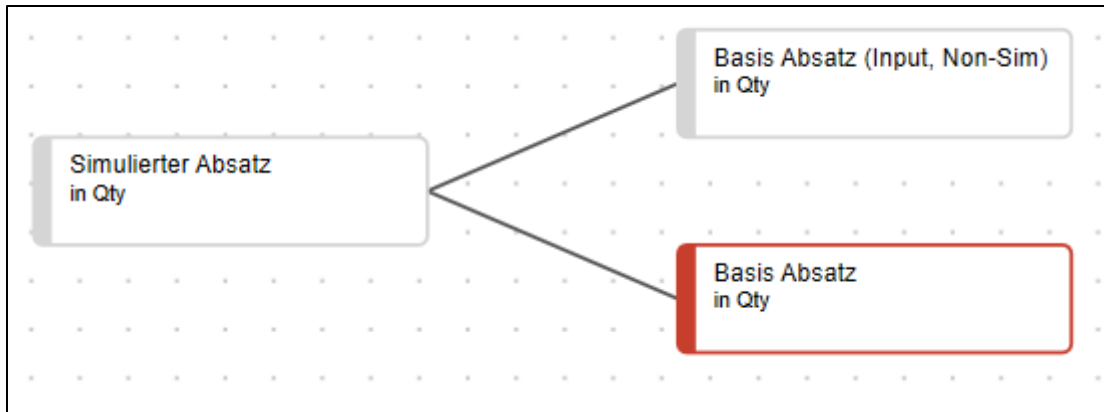 Basis Absatz (Input, Non-Sim)
in Qty
Simulierter Absatz
in Qty
Basis Absatz
in Qty